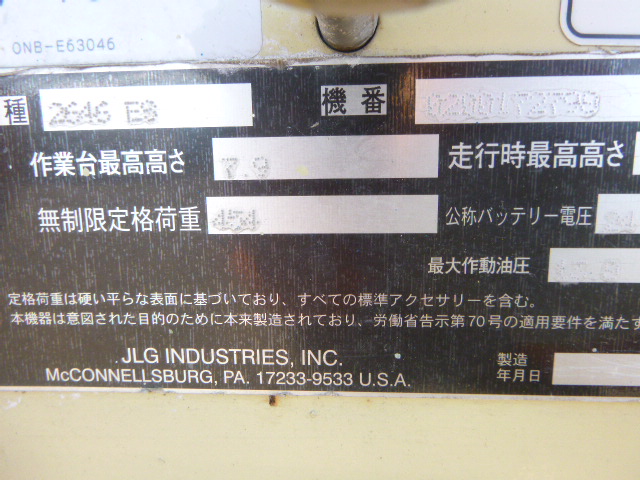 ONB-E63046
種 2646 ES 機番 0200172799
作業台最高高さ 7.9 走行時最高高さ
無制限定格荷重 454 公称バッテリー電圧
最大作動油圧
定格荷重は硬い平らな表面に基づいており、すべての標準アクセサリーを含む。
本機器は意図された目的のために本来製造されており、労働省告示第70号の適用要件を満たす
JLG INDUSTRIES, INC. 製造
McCONNELLSBURG, PA. 17233-9533 U.S.A. 年月日